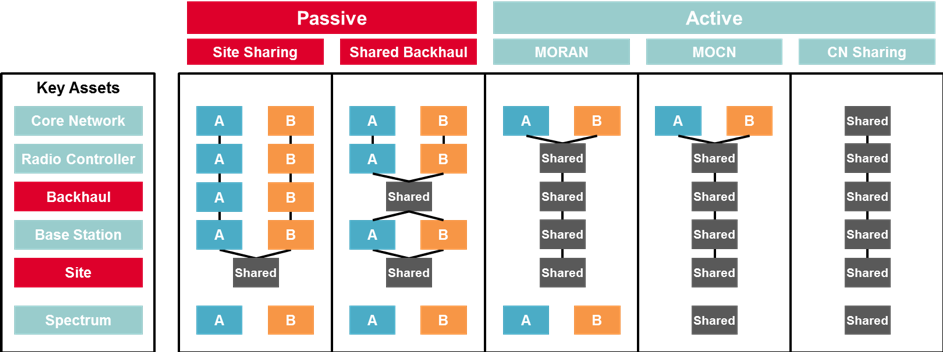 Passive Active
Site Sharing Shared Backhaul MORAN MOCN CN Sharing
Key Assets
Core Network A B A B A B A B Shared
Radio Controller A B A B Shared Shared Shared
Backhaul A B Shared Shared Shared Shared
Base Station A B A B Shared Shared Shared
Site Shared Shared Shared Shared Shared
Spectrum A B A B A B Shared Shared